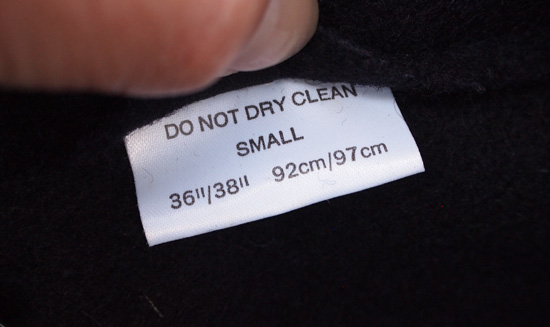 DO NOT DRY CLEAN
SMALL
36"/38" 92cm/97cm